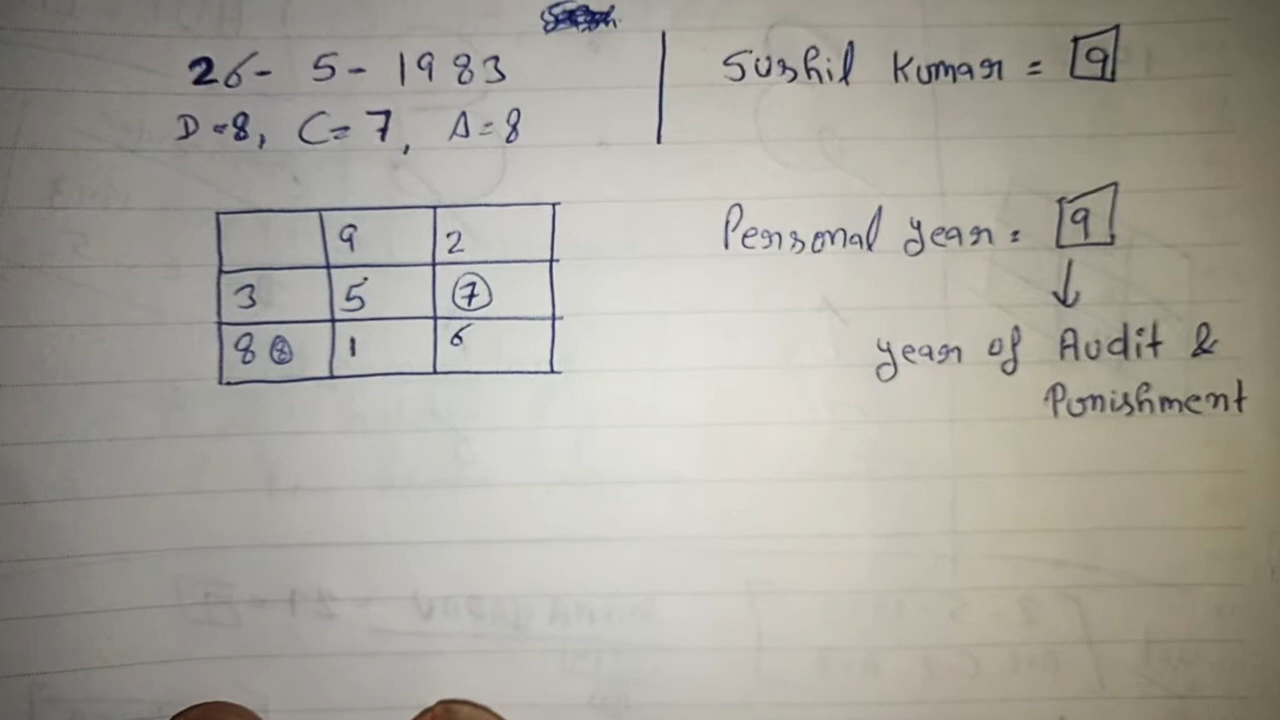 26- 5- 1983
D=8, C=7, A=8
9 2
3 5 7
8 8 1 6
Sushil Kumar = 9
Personal year = 9
↓
year of Audit &
Punishment